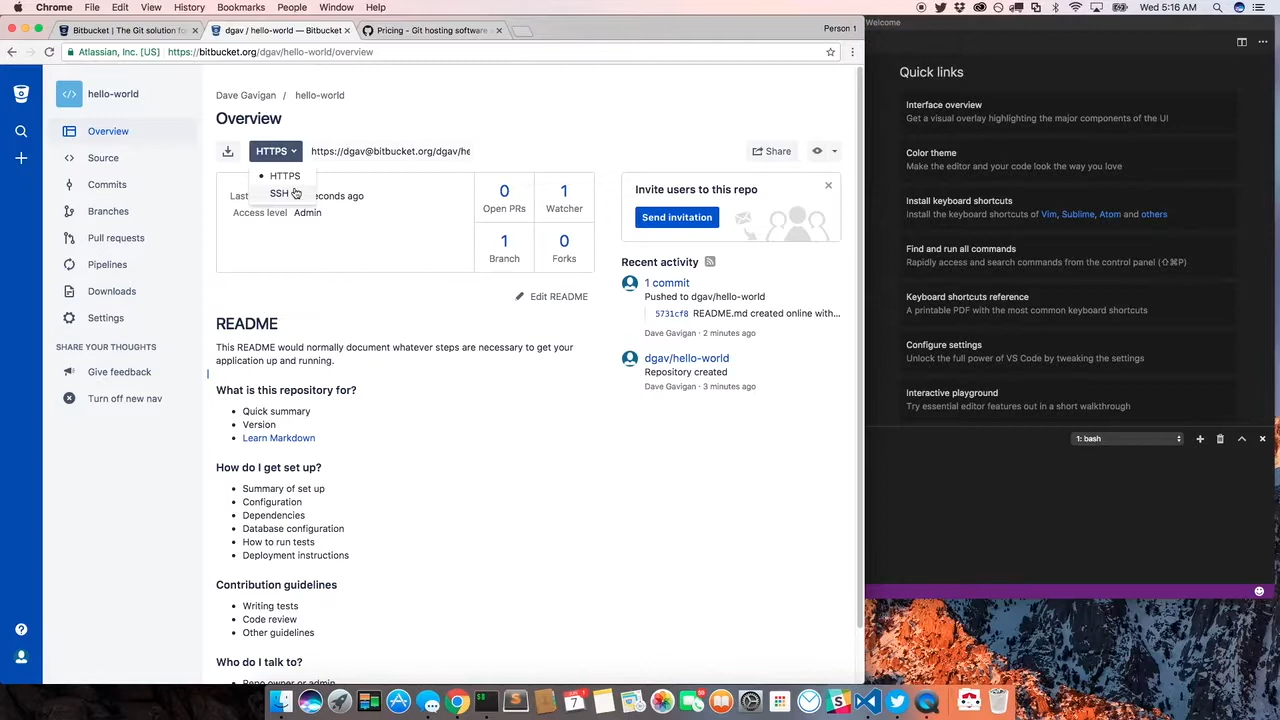 Chrome File Edit View History Bookmarks People Window Help
Wed 5:16 AM
Bitbucket | The Git solution fo
dgav / hello-world — Bitbucket
Pricing - Git hosting software
Person 1
Atlassian, Inc. [US] https://bitbucket.org/dgav/hello-world/overview
hello-world
Overview
Source
Commits
Branches
Pull requests
Pipelines
Downloads
Settings
SHARE YOUR THOUGHTS
Give feedback
Turn off new nav
Dave Gavigan / hello-world
Overview
HTTPS
https://dgav@bitbucket.org/dgav/he
Share
HTTPS
SSH
Last
econds ago
Access level Admin
0
Open PRs
1
Watcher
1
Branch
0
Forks
Edit README
README
This README would normally document whatever steps are necessary to get your
application up and running.
What is this repository for?
Quick summary
Version
Learn Markdown
How do I get set up?
Summary of set up
Configuration
Dependencies
Database configuration
How to run tests
Deployment instructions
Contribution guidelines
Writing tests
Code review
Other guidelines
Who do I talk to?
Repo owner or admin
Invite users to this repo
Send invitation
Recent activity
1 commit
Pushed to dgav/hello-world
5731cf8 README.md created online with...
Dave Gavigan · 2 minutes ago
dgav/hello-world
Repository created
Dave Gavigan · 3 minutes ago
Welcome
Quick links
Interface overview
Get a visual overlay highlighting the major components of the UI
Color theme
Make the editor and your code look the way you love
Install keyboard shortcuts
Install the keyboard shortcuts of Vim, Sublime, Atom and others
Find and run all commands
Rapidly access and search commands from the control panel (⇧⌘P)
Keyboard shortcuts reference
A printable PDF with the most common keyboard shortcuts
Configure settings
Unlock the full power of VS Code by tweaking the settings
Interactive playground
Try essential editor features out in a short walkthrough
1: bash